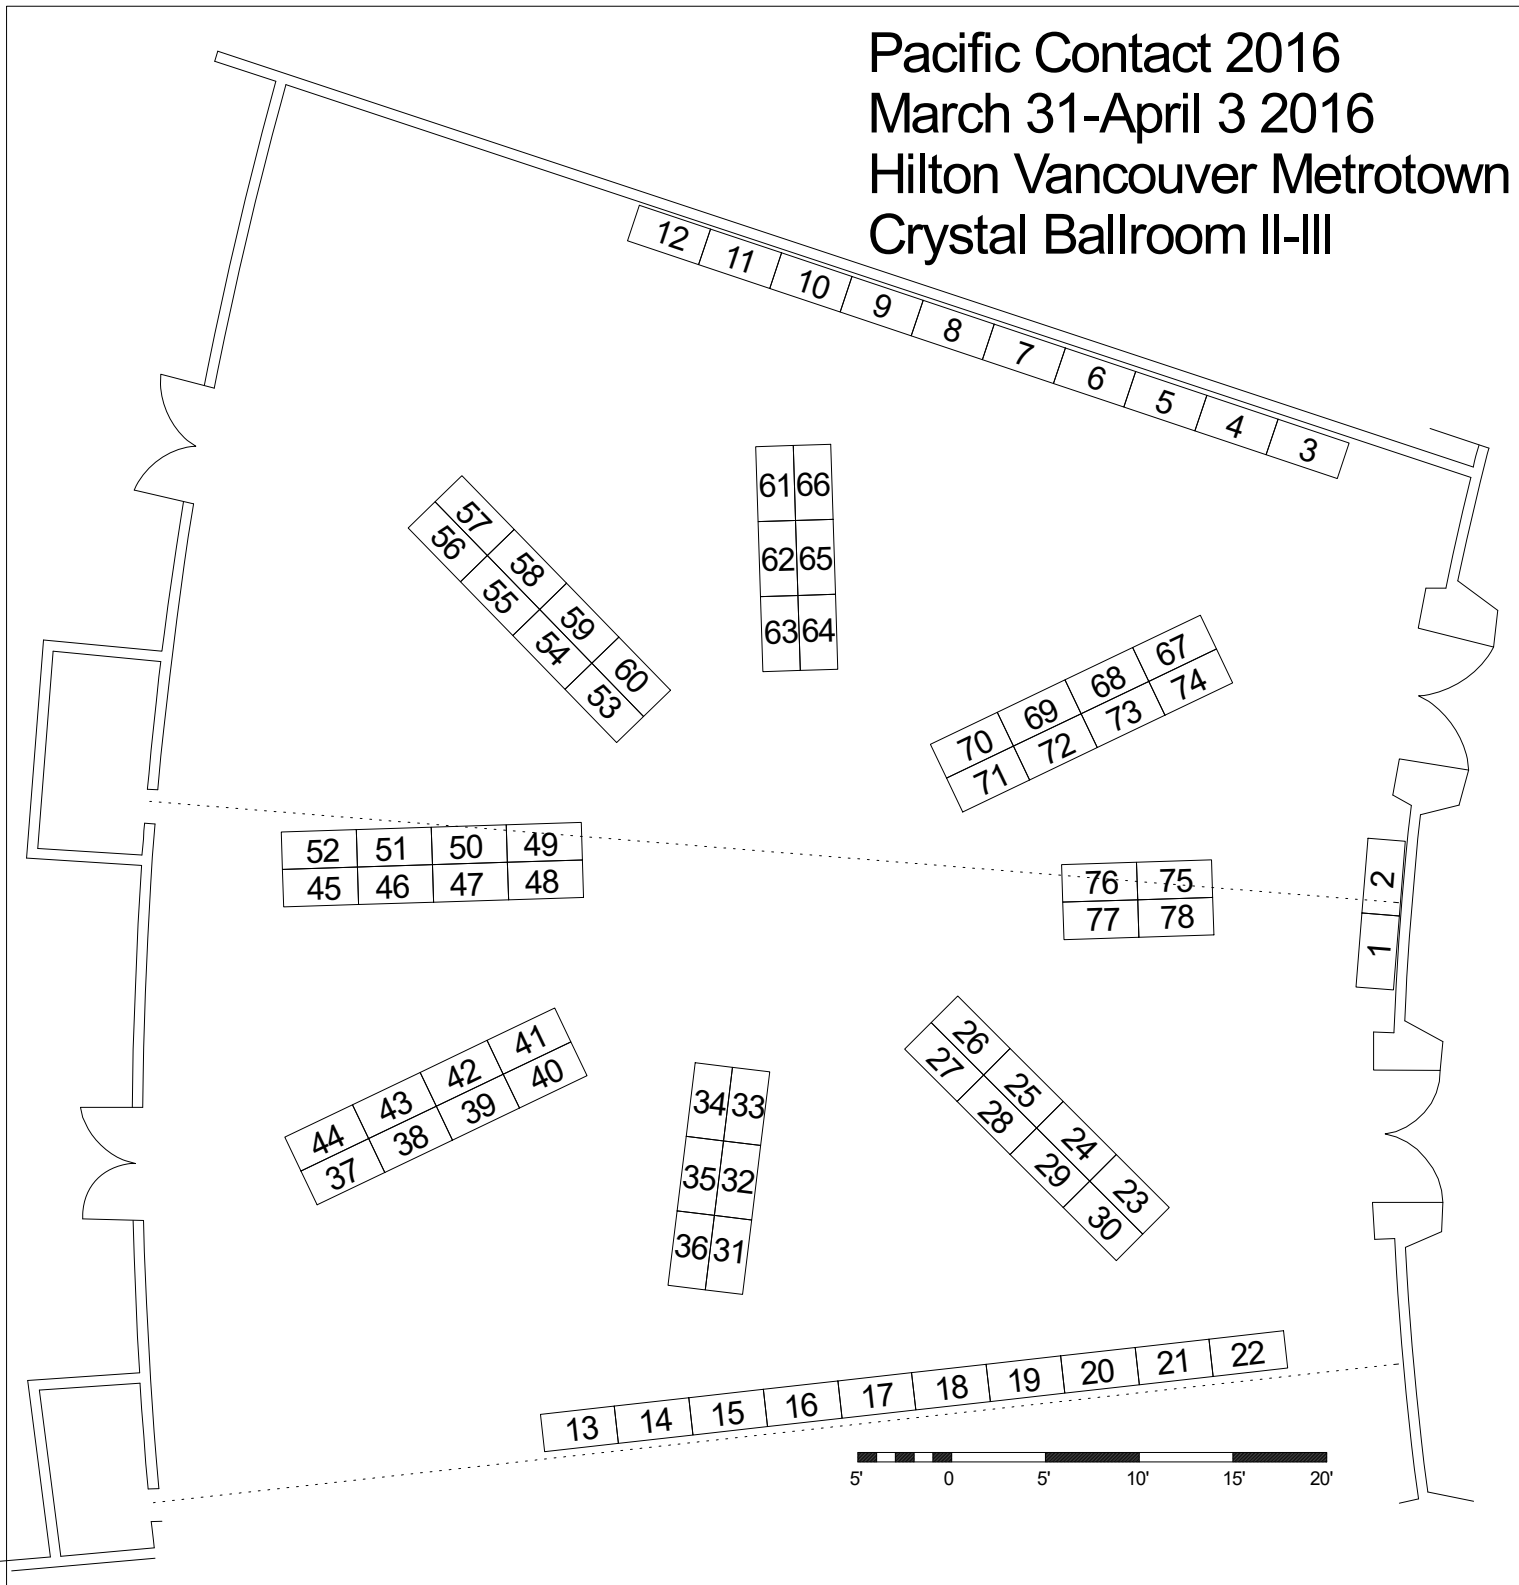 Pacific Contact 2016
March 31-April 3 2016
Hilton Vancouver Metrotown
Crystal Ballroom II-III
12 11 10 9 8 7 6 5 4 3
61 66
62 65
63 64
57 58 59 60
56 55 54 53
67 68 69 70
74 73 72 71
52 51 50 49
45 46 47 48
76 75
77 78
2
1
44 43 42 41
37 38 39 40
34 33
35 32
36 31
26 25 24 23
27 28 29 30
13 14 15 16 17 18 19 20 21 22
5' 0 5' 10' 15' 20'